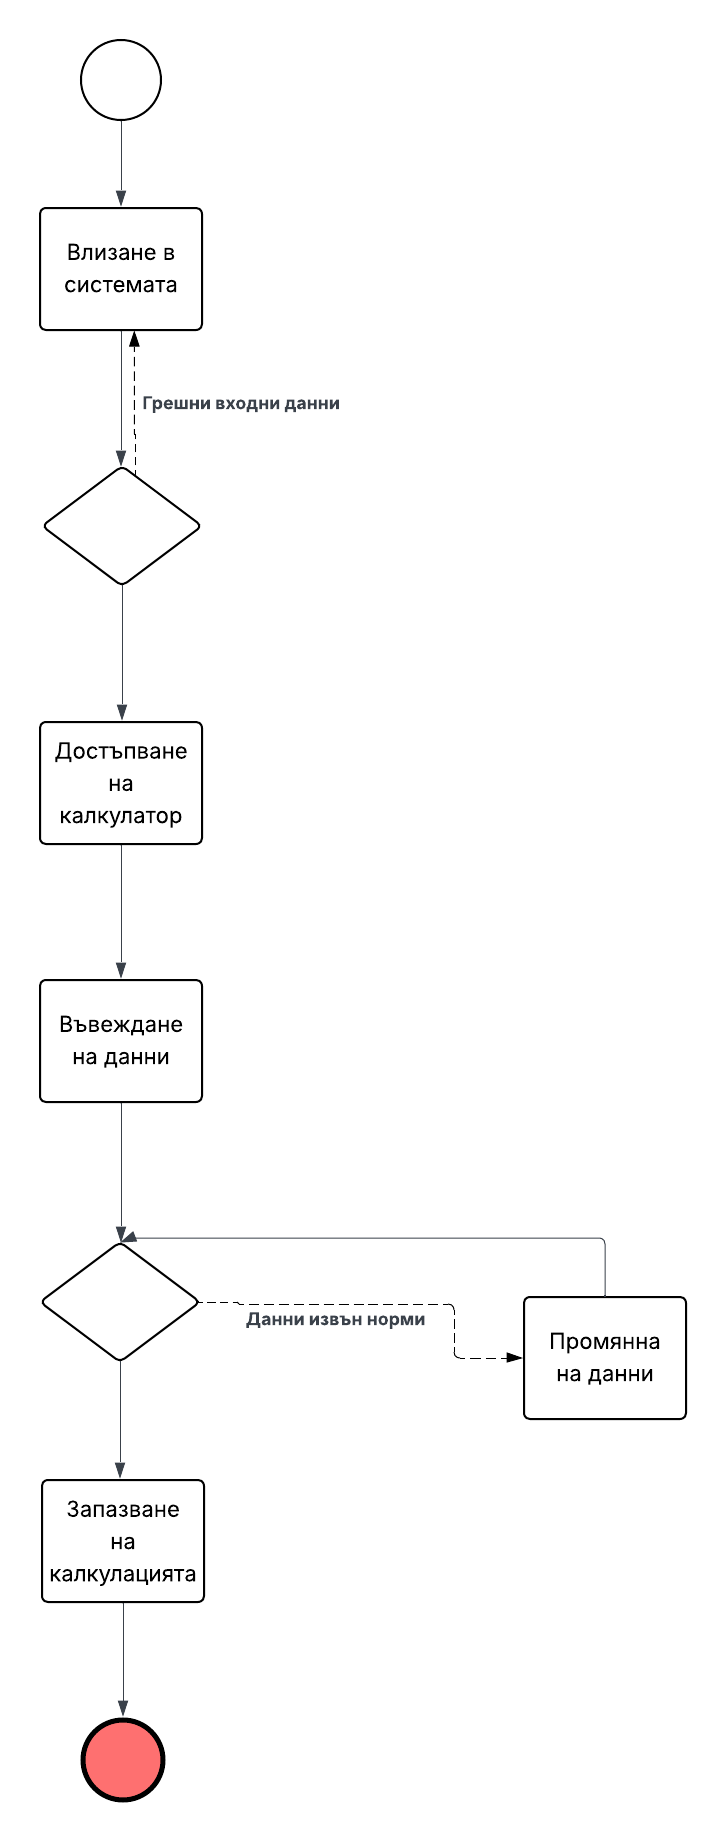 Влизане в
системата
Грешни входни данни
Достъпване
на
калкулатор
Въвеждане
на данни
Данни извън норми
Промянна
на данни
Запазване
на
калкулацията